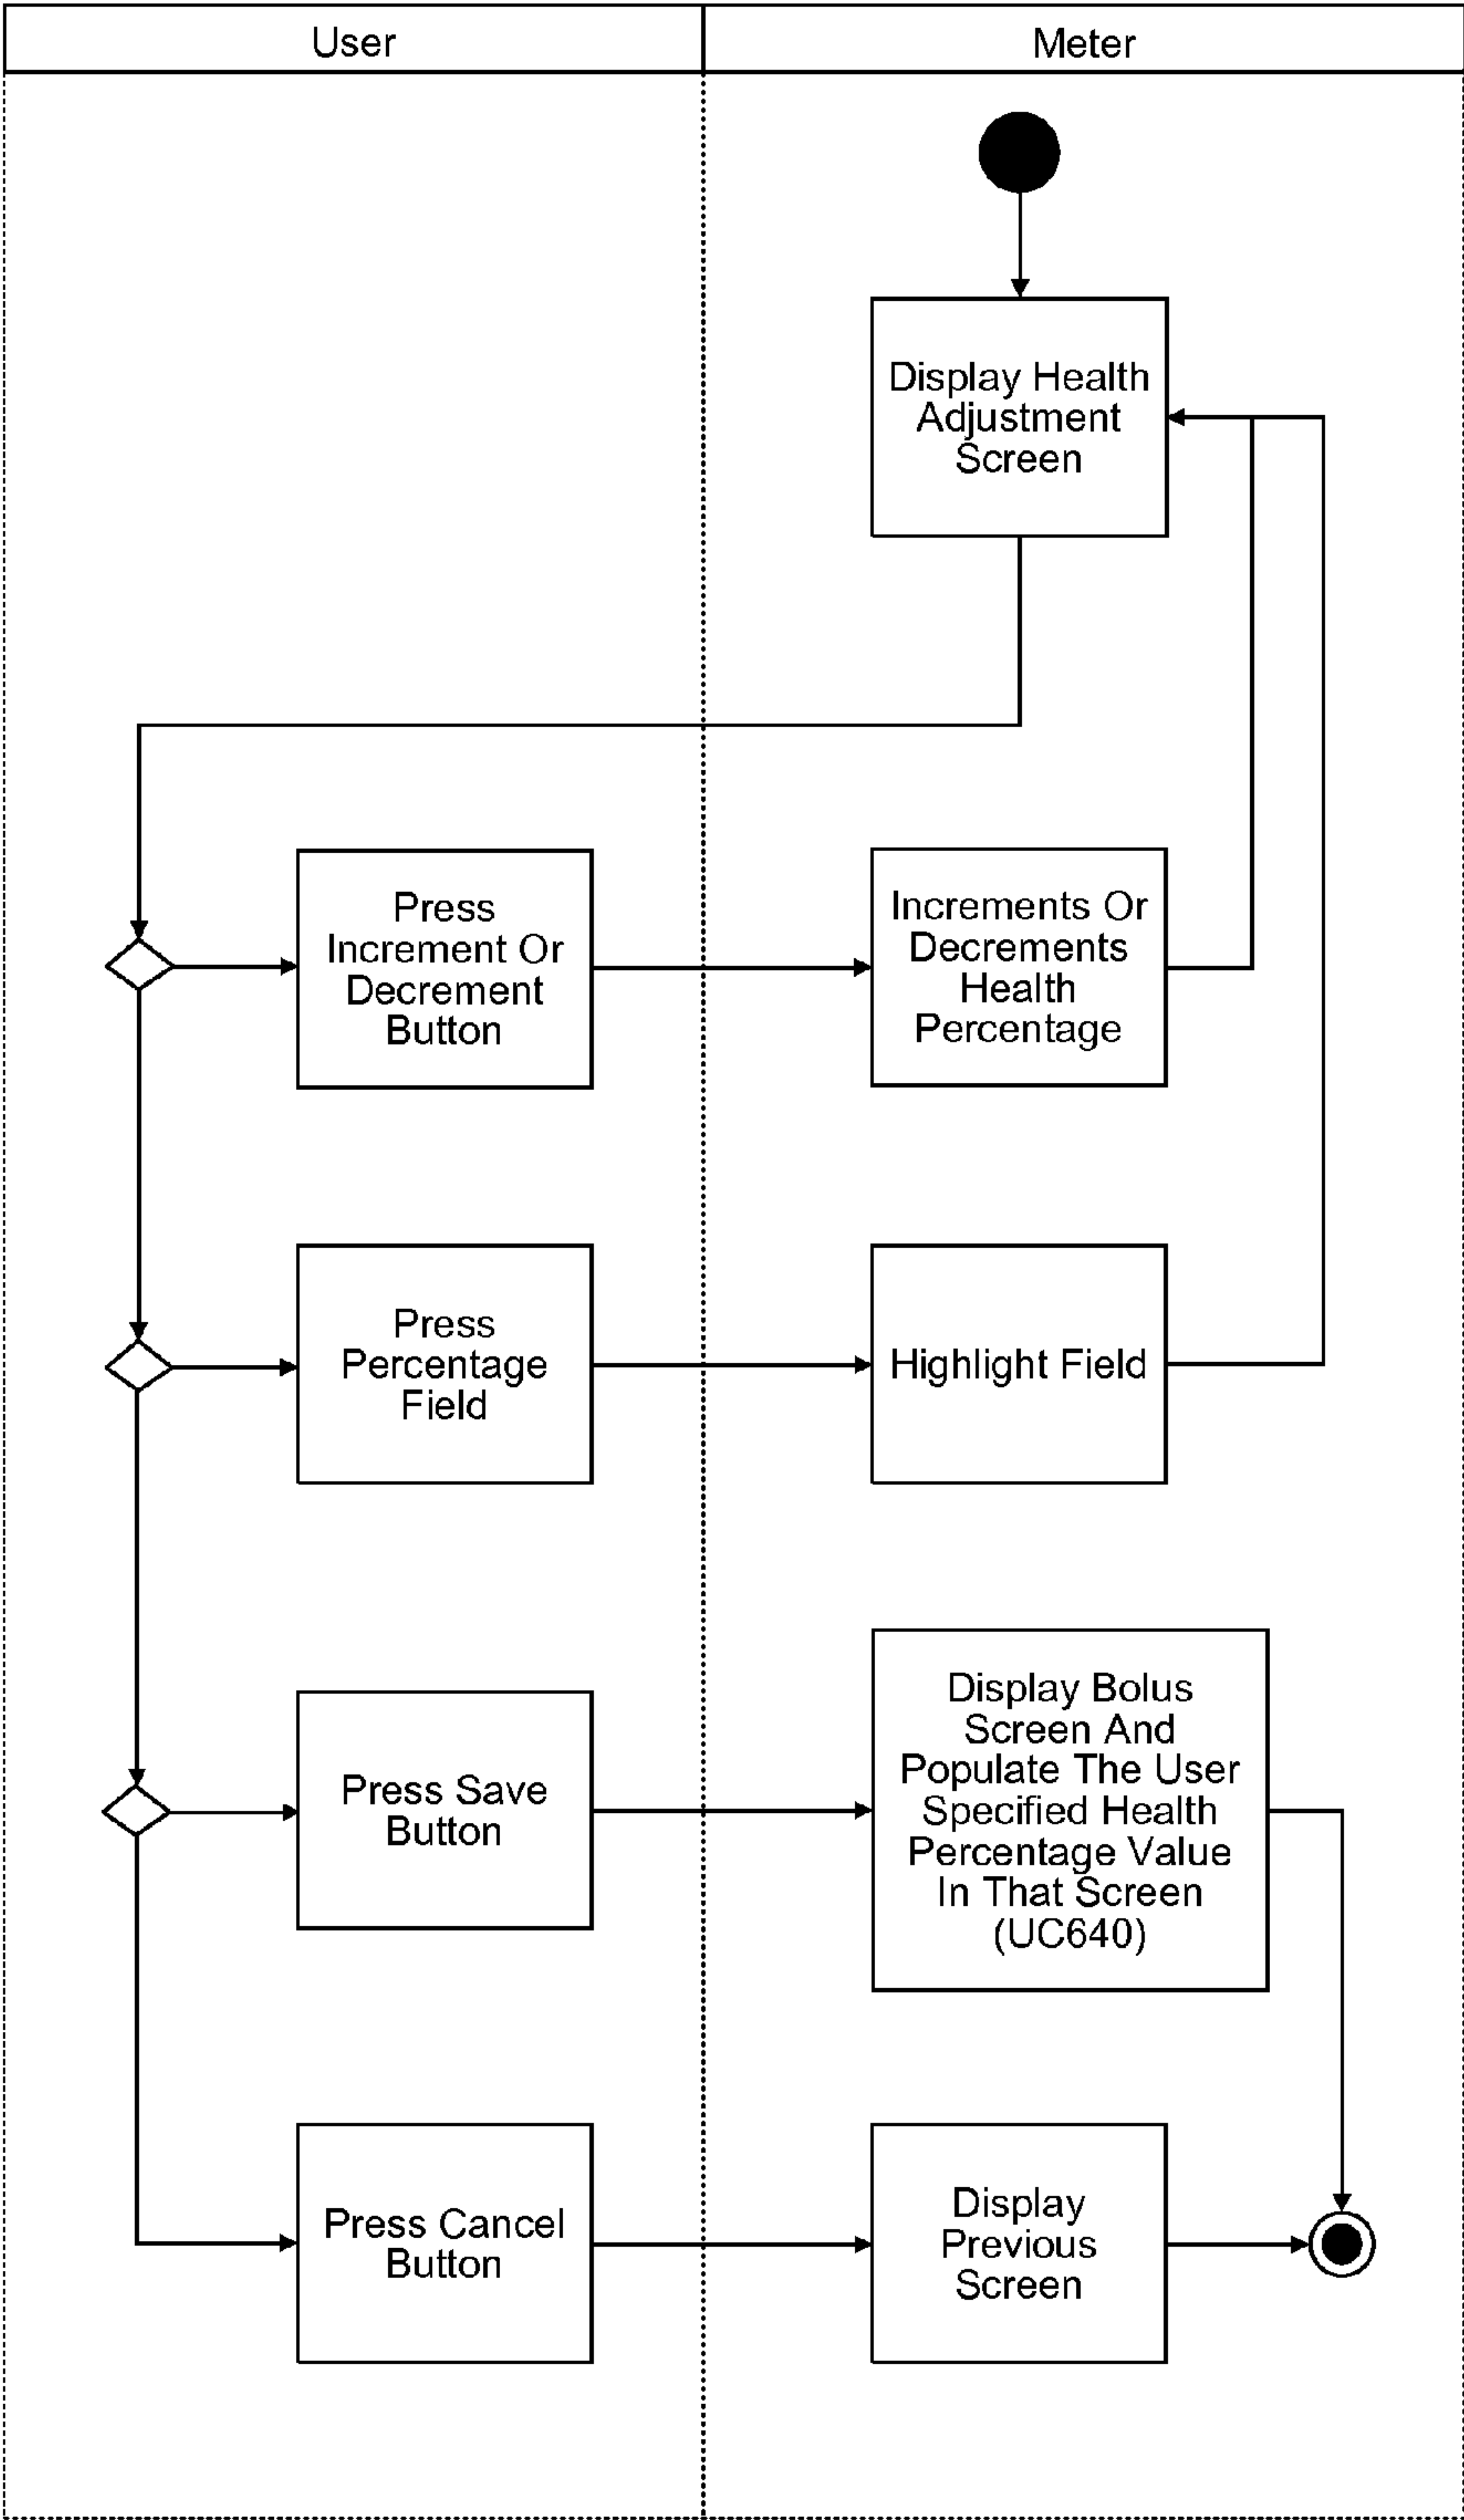 User
Meter
Display Health
Adjustment
Screen
Press
Increment Or
Decrement
Button
Increments Or
Decrements
Health
Percentage
Press
Percentage
Field
Highlight Field
Press Save
Button
Display Bolus
Screen And
Populate The User
Specified Health
Percentage Value
In That Screen
(UC640)
Press Cancel
Button
Display
Previous
Screen